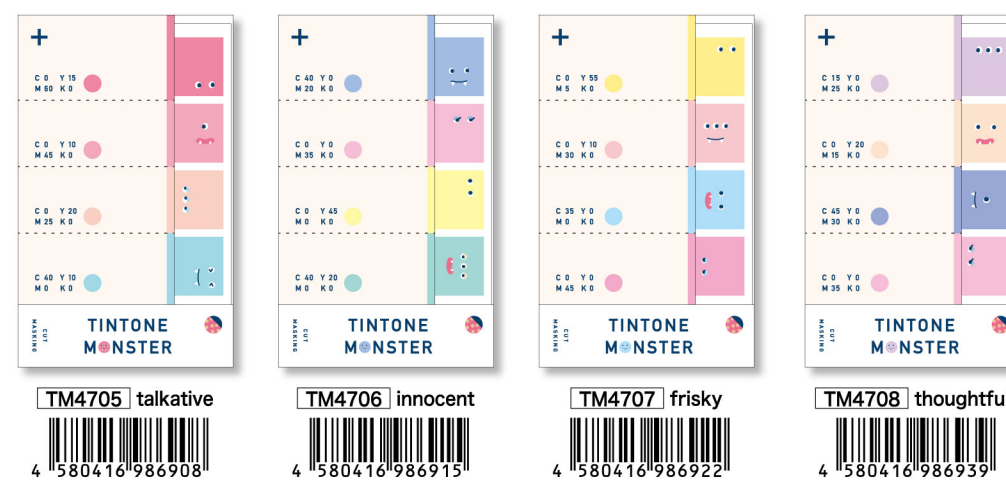 +
C 0 Y 15
M 60 K 0
C 0 Y 10
M 45 K 0
C 0 Y 20
M 25 K 0
C 40 Y 10
M 0 K 0
CUT
MASKING
TINTONE
MONSTER
TM4705 talkative
4 580416 986908
+
C 40 Y 0
M 20 K 0
C 0 Y 0
M 35 K 0
C 0 Y 45
M 0 K 0
C 40 Y 20
M 0 K 0
CUT
MASKING
TINTONE
MONSTER
TM4706 innocent
4 580416 986915
+
C 0 Y 55
M 5 K 0
C 0 Y 10
M 30 K 0
C 35 Y 0
M 0 K 0
C 0 Y 0
M 45 K 0
CUT
MASKING
TINTONE
MONSTER
TM4707 frisky
4 580416 986922
+
C 15 Y 0
M 25 K 0
C 0 Y 20
M 15 K 0
C 45 Y 0
M 30 K 0
C 0 Y 0
M 35 K 0
CUT
MASKING
TINTONE
MONSTER
TM4708 thoughtfu
4 580416 986939